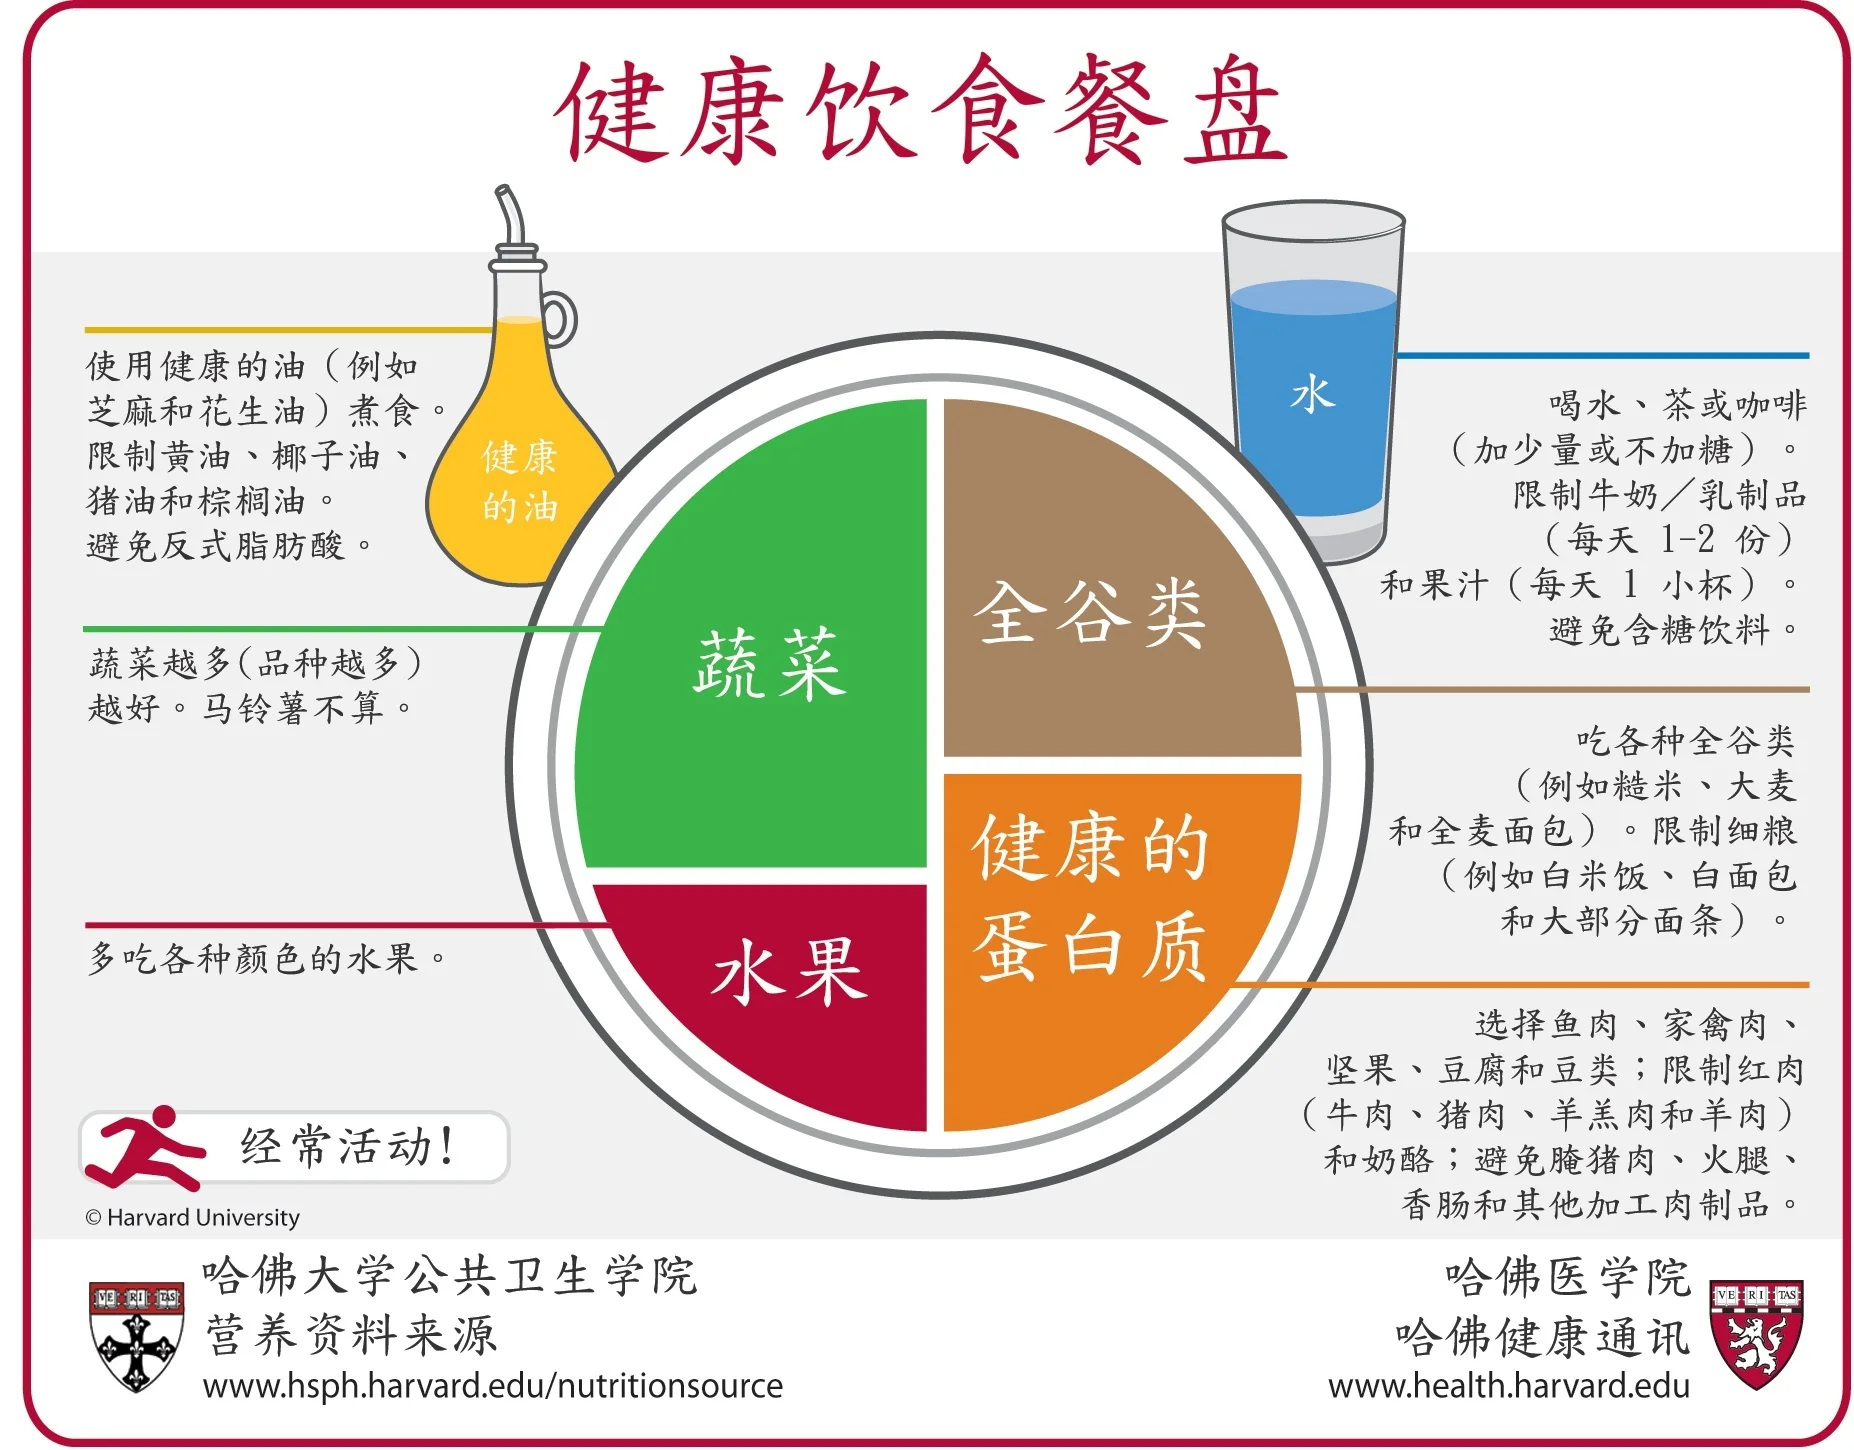 健康饮食餐盘
使用健康的油（例如
芝麻和花生油）煮食。
限制黄油、椰子油、
猪油和棕榈油。
避免反式脂肪酸。
健康
的油
水
喝水、茶或咖啡
（加少量或不加糖）。
限制牛奶／乳制品
（每天 1-2 份）
和果汁（每天 1 小杯）。
避免含糖饮料。
蔬菜越多(品种越多)
越好。马铃薯不算。
蔬菜
全谷类
吃各种全谷类
（例如糙米、大麦
和全麦面包）。限制细粮
（例如白米饭、白面包
和大部分面条）。
多吃各种颜色的水果。
水果
健康的
蛋白质
选择鱼肉、家禽肉、
坚果、豆腐和豆类；限制红肉
（牛肉、猪肉、羊羔肉和羊肉）
和奶酪；避免腌猪肉、火腿、
香肠和其他加工肉制品。
经常活动!
© Harvard University
VE RI TAS
哈佛大学公共卫生学院
营养资料来源
www.hsph.harvard.edu/nutritionsource
哈佛医学院
哈佛健康通讯
www.health.harvard.edu
VE RI TAS